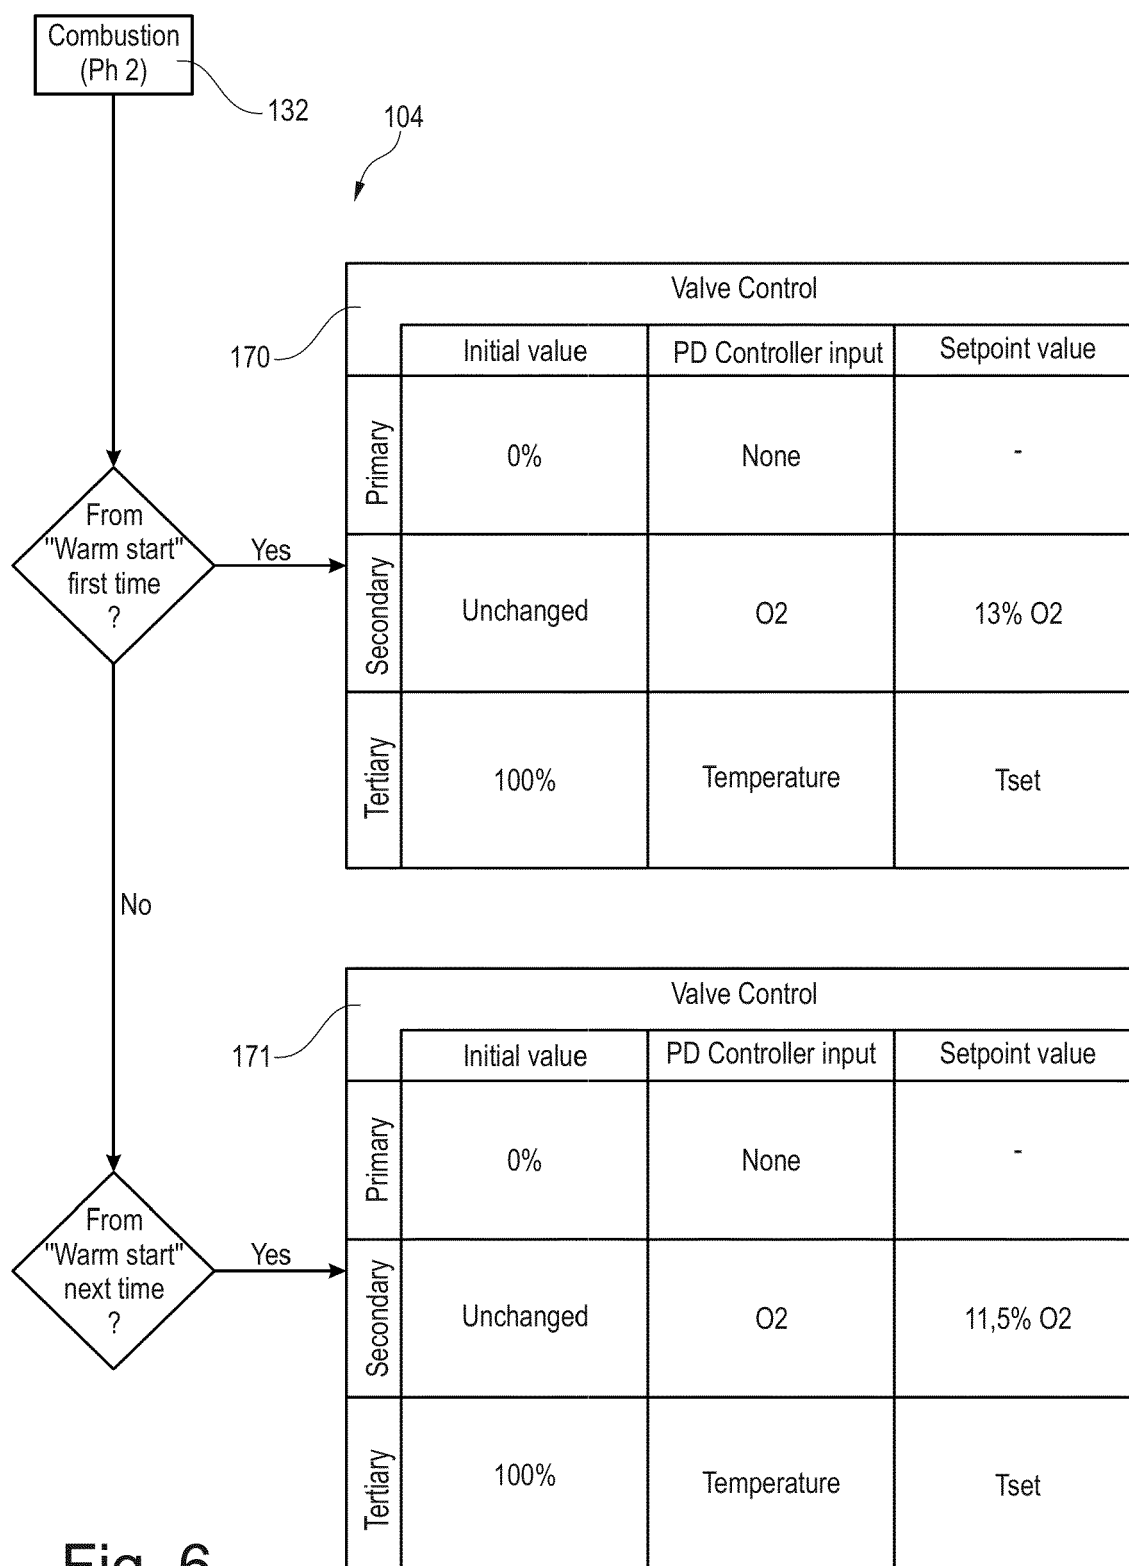 Combustion
(Ph 2)
132
104
Valve Control
170
Initial value
PD Controller input
Setpoint value
Primary
0%
None
-
From
"Warm start"
first time
?
Yes
Secondary
Unchanged
O2
13% O2
Tertiary
100%
Temperature
Tset
No
Valve Control
171
Initial value
PD Controller input
Setpoint value
Primary
0%
None
-
From
"Warm start"
next time
?
Yes
Secondary
Unchanged
O2
11,5% O2
Tertiary
100%
Temperature
Tset
Fig. 6